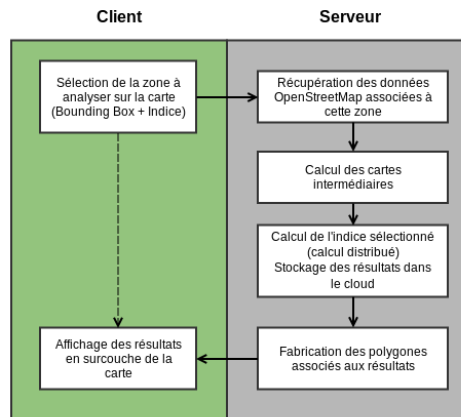 Client
Serveur
Sélection de la zone à
analyser sur la carte
(Bounding Box + Indice)
Récupération des données
OpenStreetMap associées à
cette zone
Calcul des cartes
intermédiaires
Calcul de l'indice sélectionné
(calcul distribué)
Stockage des résultats dans
le cloud
Affichage des résultats
en surcouche de la
carte
Fabrication des polygones
associés aux résultats